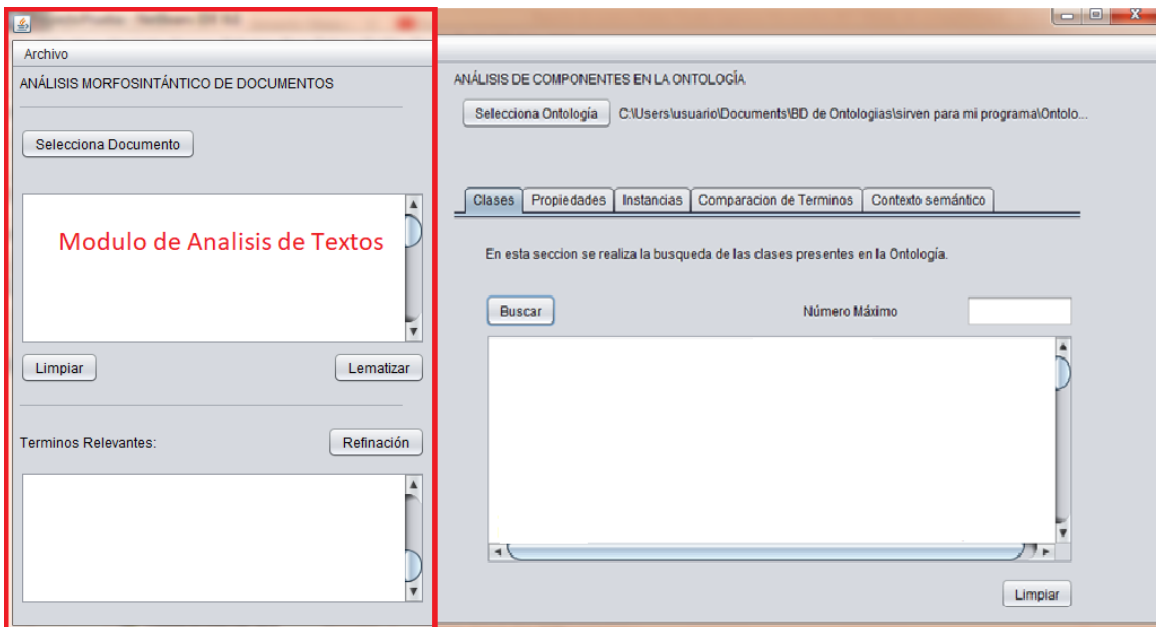 Archivo
ANÁLISIS MORFOSINTÁNTICO DE DOCUMENTOS
Selecciona Documento
Modulo de Analisis de Textos
Limpiar
Lematizar
Terminos Relevantes:
Refinación
ANÁLISIS DE COMPONENTES EN LA ONTOLOGÍA
Selecciona Ontología
C:\Users\usuario\Documents\BD de Ontologias\sirven para mi programa\Ontolo...
Clases
Propiedades
Instancias
Comparacion de Terminos
Contexto semántico
En esta seccion se realiza la busqueda de las clases presentes en la Ontología.
Buscar
Número Máximo
Limpiar